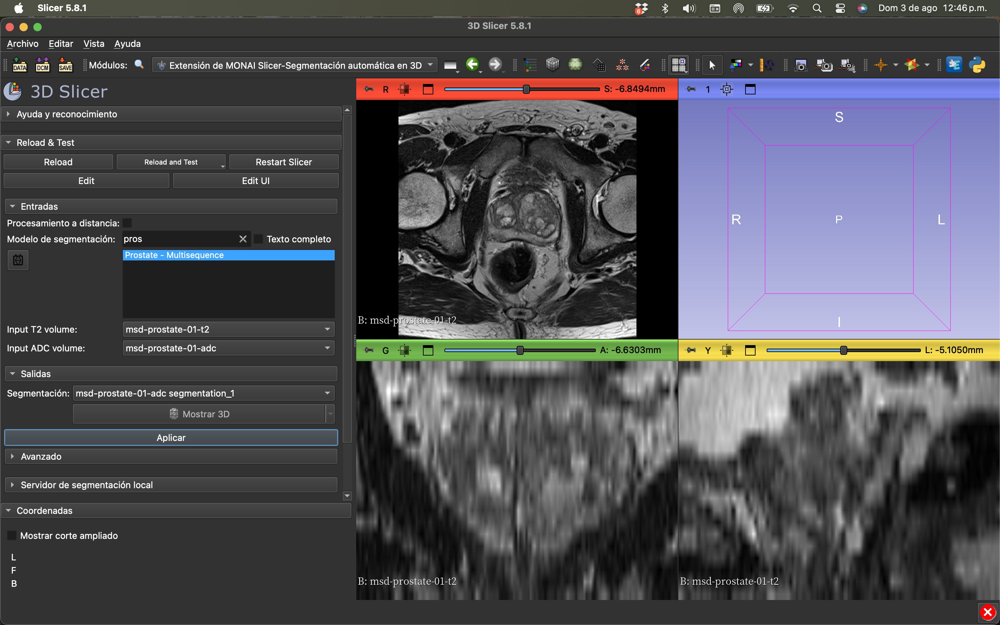 Slicer 5.8.1
6
Dom 3 de ago 12:46 p.m.
3D Slicer 5.8.1
Archivo Editar Vista Ayuda
DATA DCM SAVE Módulos: Extensión de MONAI Slicer-Segmentación automática en 3D
3D Slicer
Ayuda y reconocimiento
Reload & Test
Reload Reload and Test Restart Slicer
Edit Edit UI
Entradas
Procesamiento a distancia:
Modelo de segmentación: pros Texto completo
Prostate - Multisequence
Input T2 volume: msd-prostate-01-t2
Input ADC volume: msd-prostate-01-adc
Salidas
Segmentación: msd-prostate-01-adc segmentation_1
Mostrar 3D
Aplicar
Avanzado
Servidor de segmentación local
Coordenadas
Mostrar corte ampliado
L
F
B
R S: -6.8494mm
B: msd-prostate-01-t2
1
S
R P L
I
G A: -6.6303mm
B: msd-prostate-01-t2
Y L: -5.1050mm
B: msd-prostate-01-t2